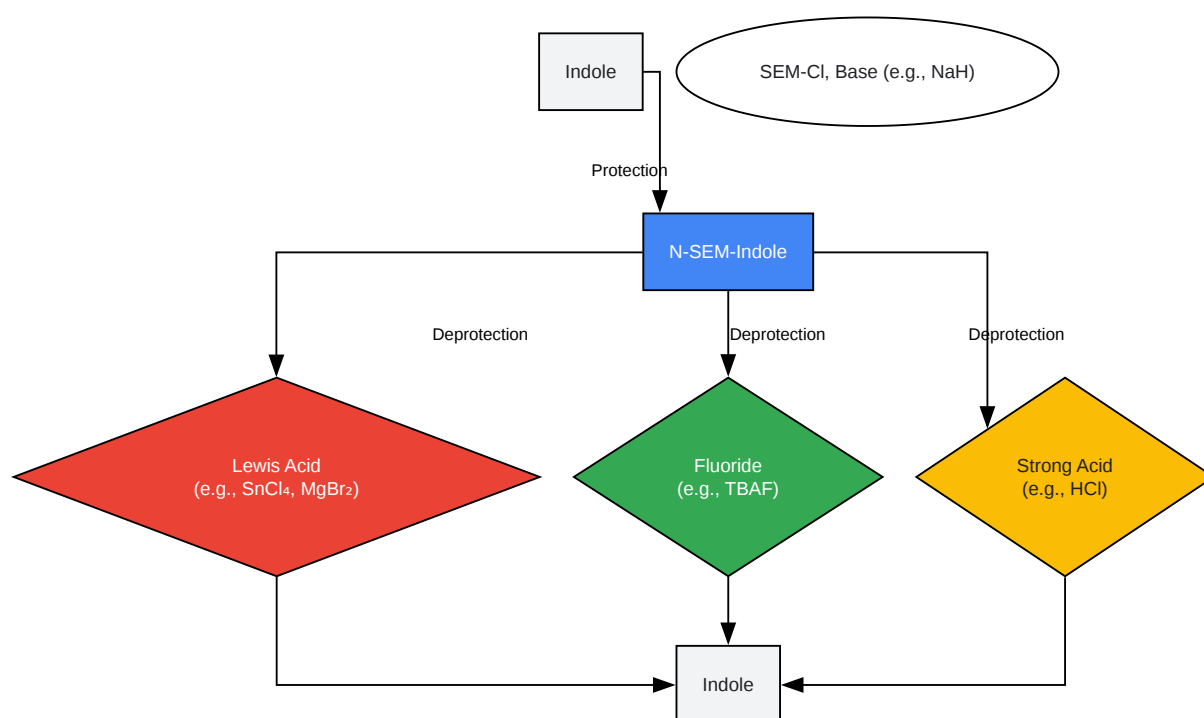 Indole
SEM-Cl, Base (e.g., NaH)
Protection
N-SEM-Indole
Deprotection
Deprotection
Deprotection
Lewis Acid
(e.g., SnCl₄, MgBr₂)
Fluoride
(e.g., TBAF)
Strong Acid
(e.g., HCl)
Indole